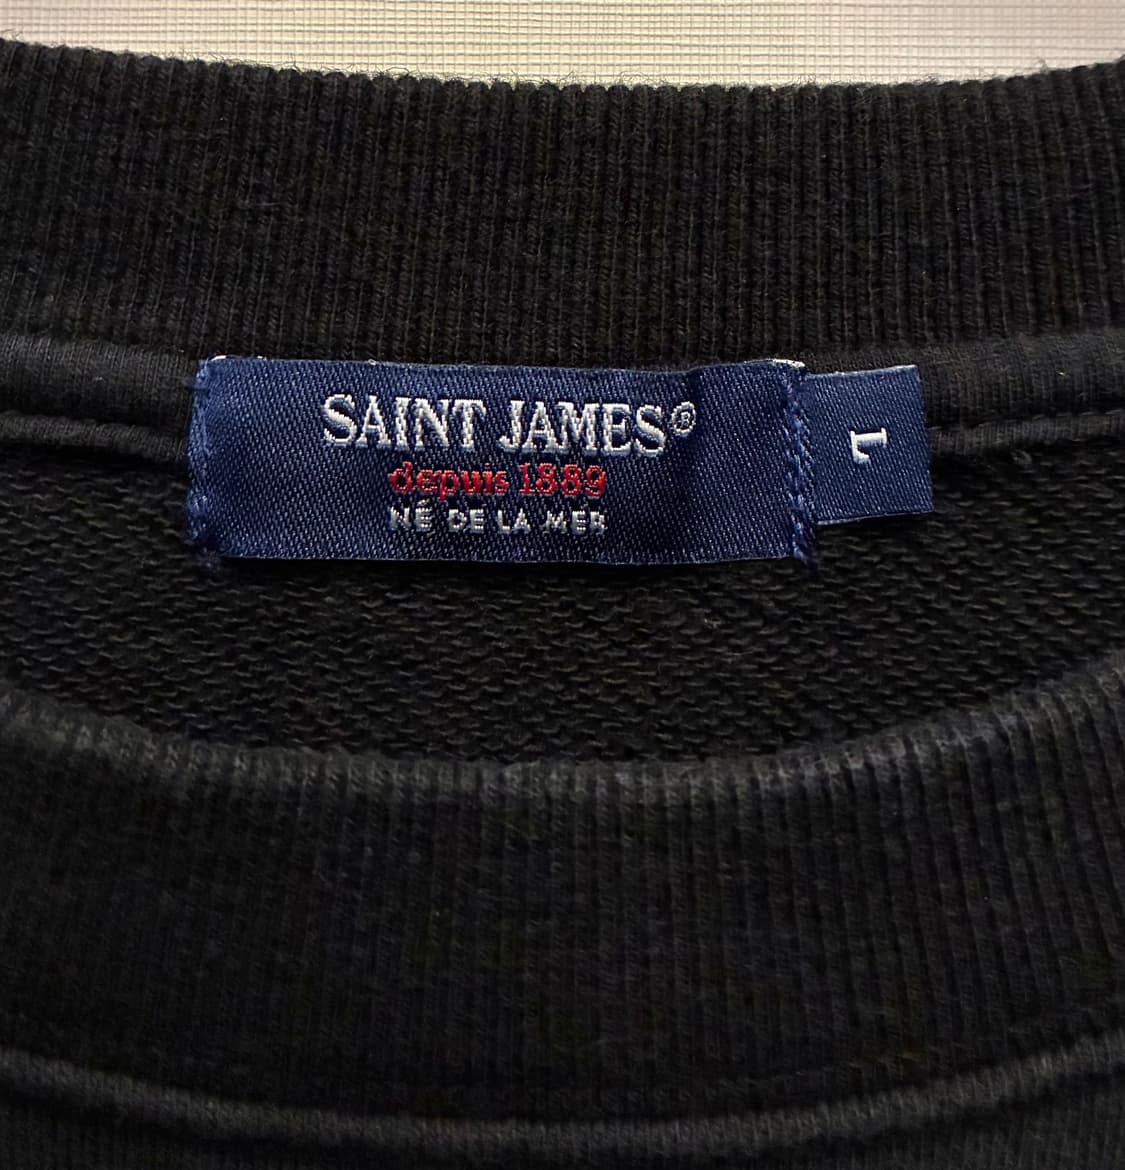 SAINT JAMES®
depuis 1889
NÉ DE LA MER
L